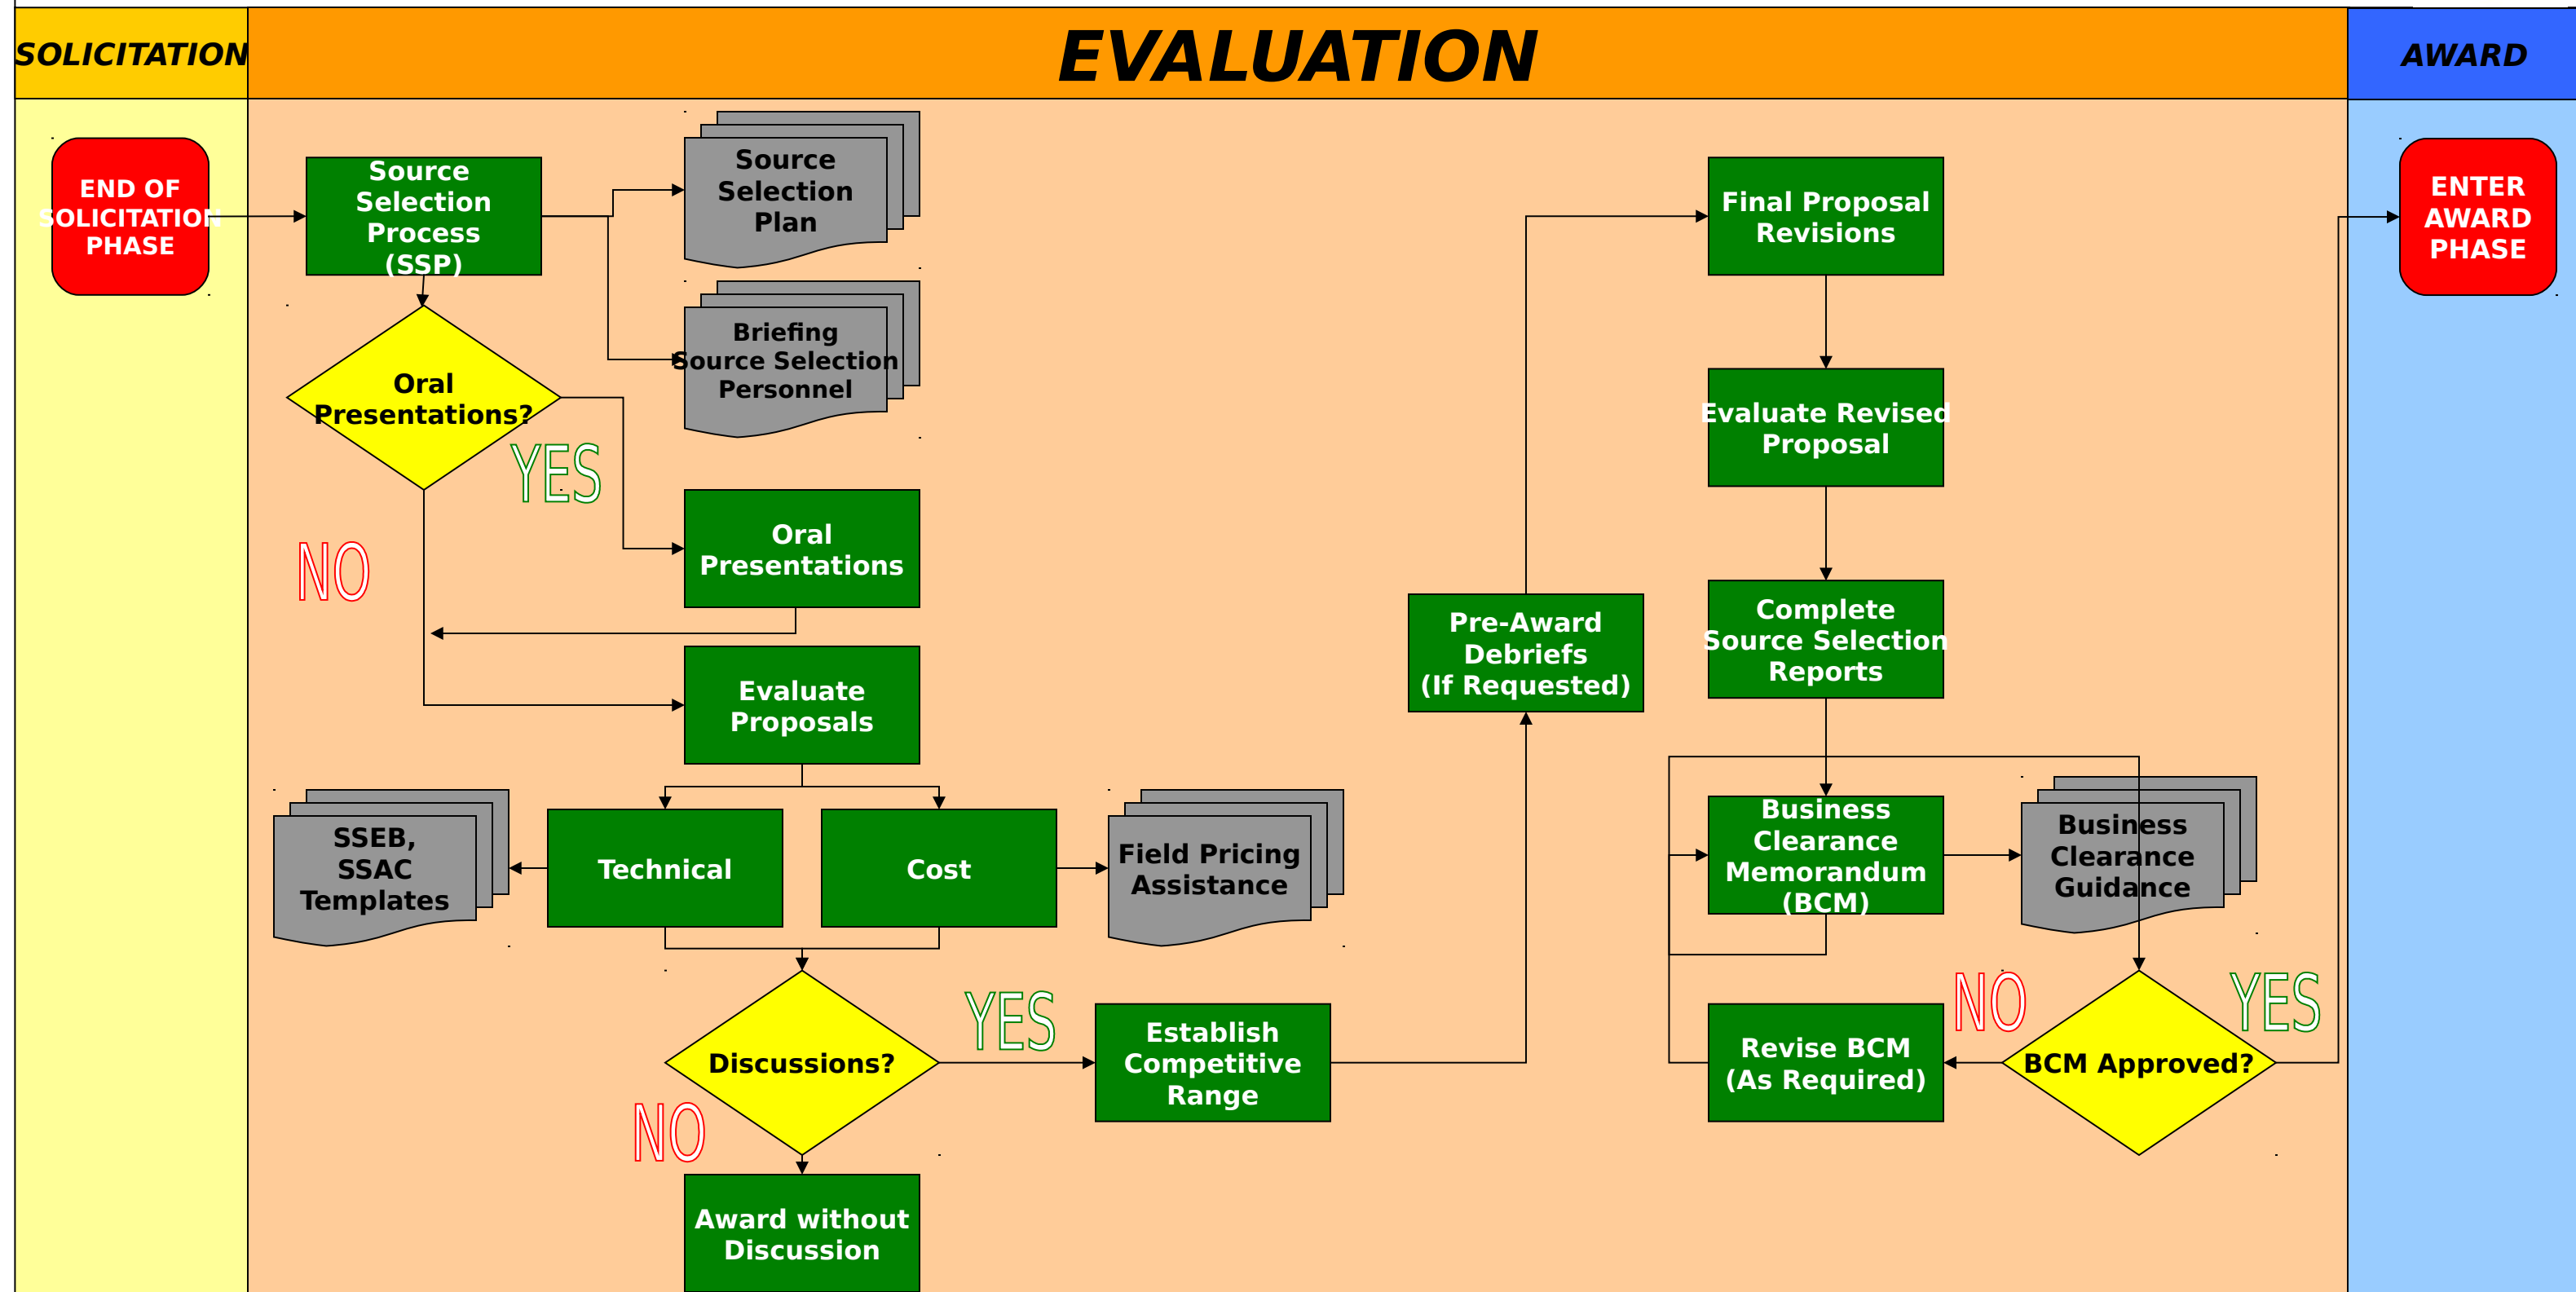 SOLICITATION
EVALUATION
AWARD
END OF
SOLICITATION
PHASE
Source
Selection
Process
(SSP)
Source
Selection
Plan
Briefing
Source Selection
Personnel
Oral
Presentations?
YES
NO
Oral
Presentations
Evaluate
Proposals
SSEB,
SSAC
Templates
Technical
Cost
Field Pricing
Assistance
Discussions?
YES
NO
Establish
Competitive
Range
Award without
Discussion
Pre-Award
Debriefs
(If Requested)
Final Proposal
Revisions
Evaluate Revised
Proposal
Complete
Source Selection
Reports
Business
Clearance
Memorandum
(BCM)
Business
Clearance
Guidance
Revise BCM
(As Required)
NO
BCM Approved?
YES
ENTER
AWARD
PHASE